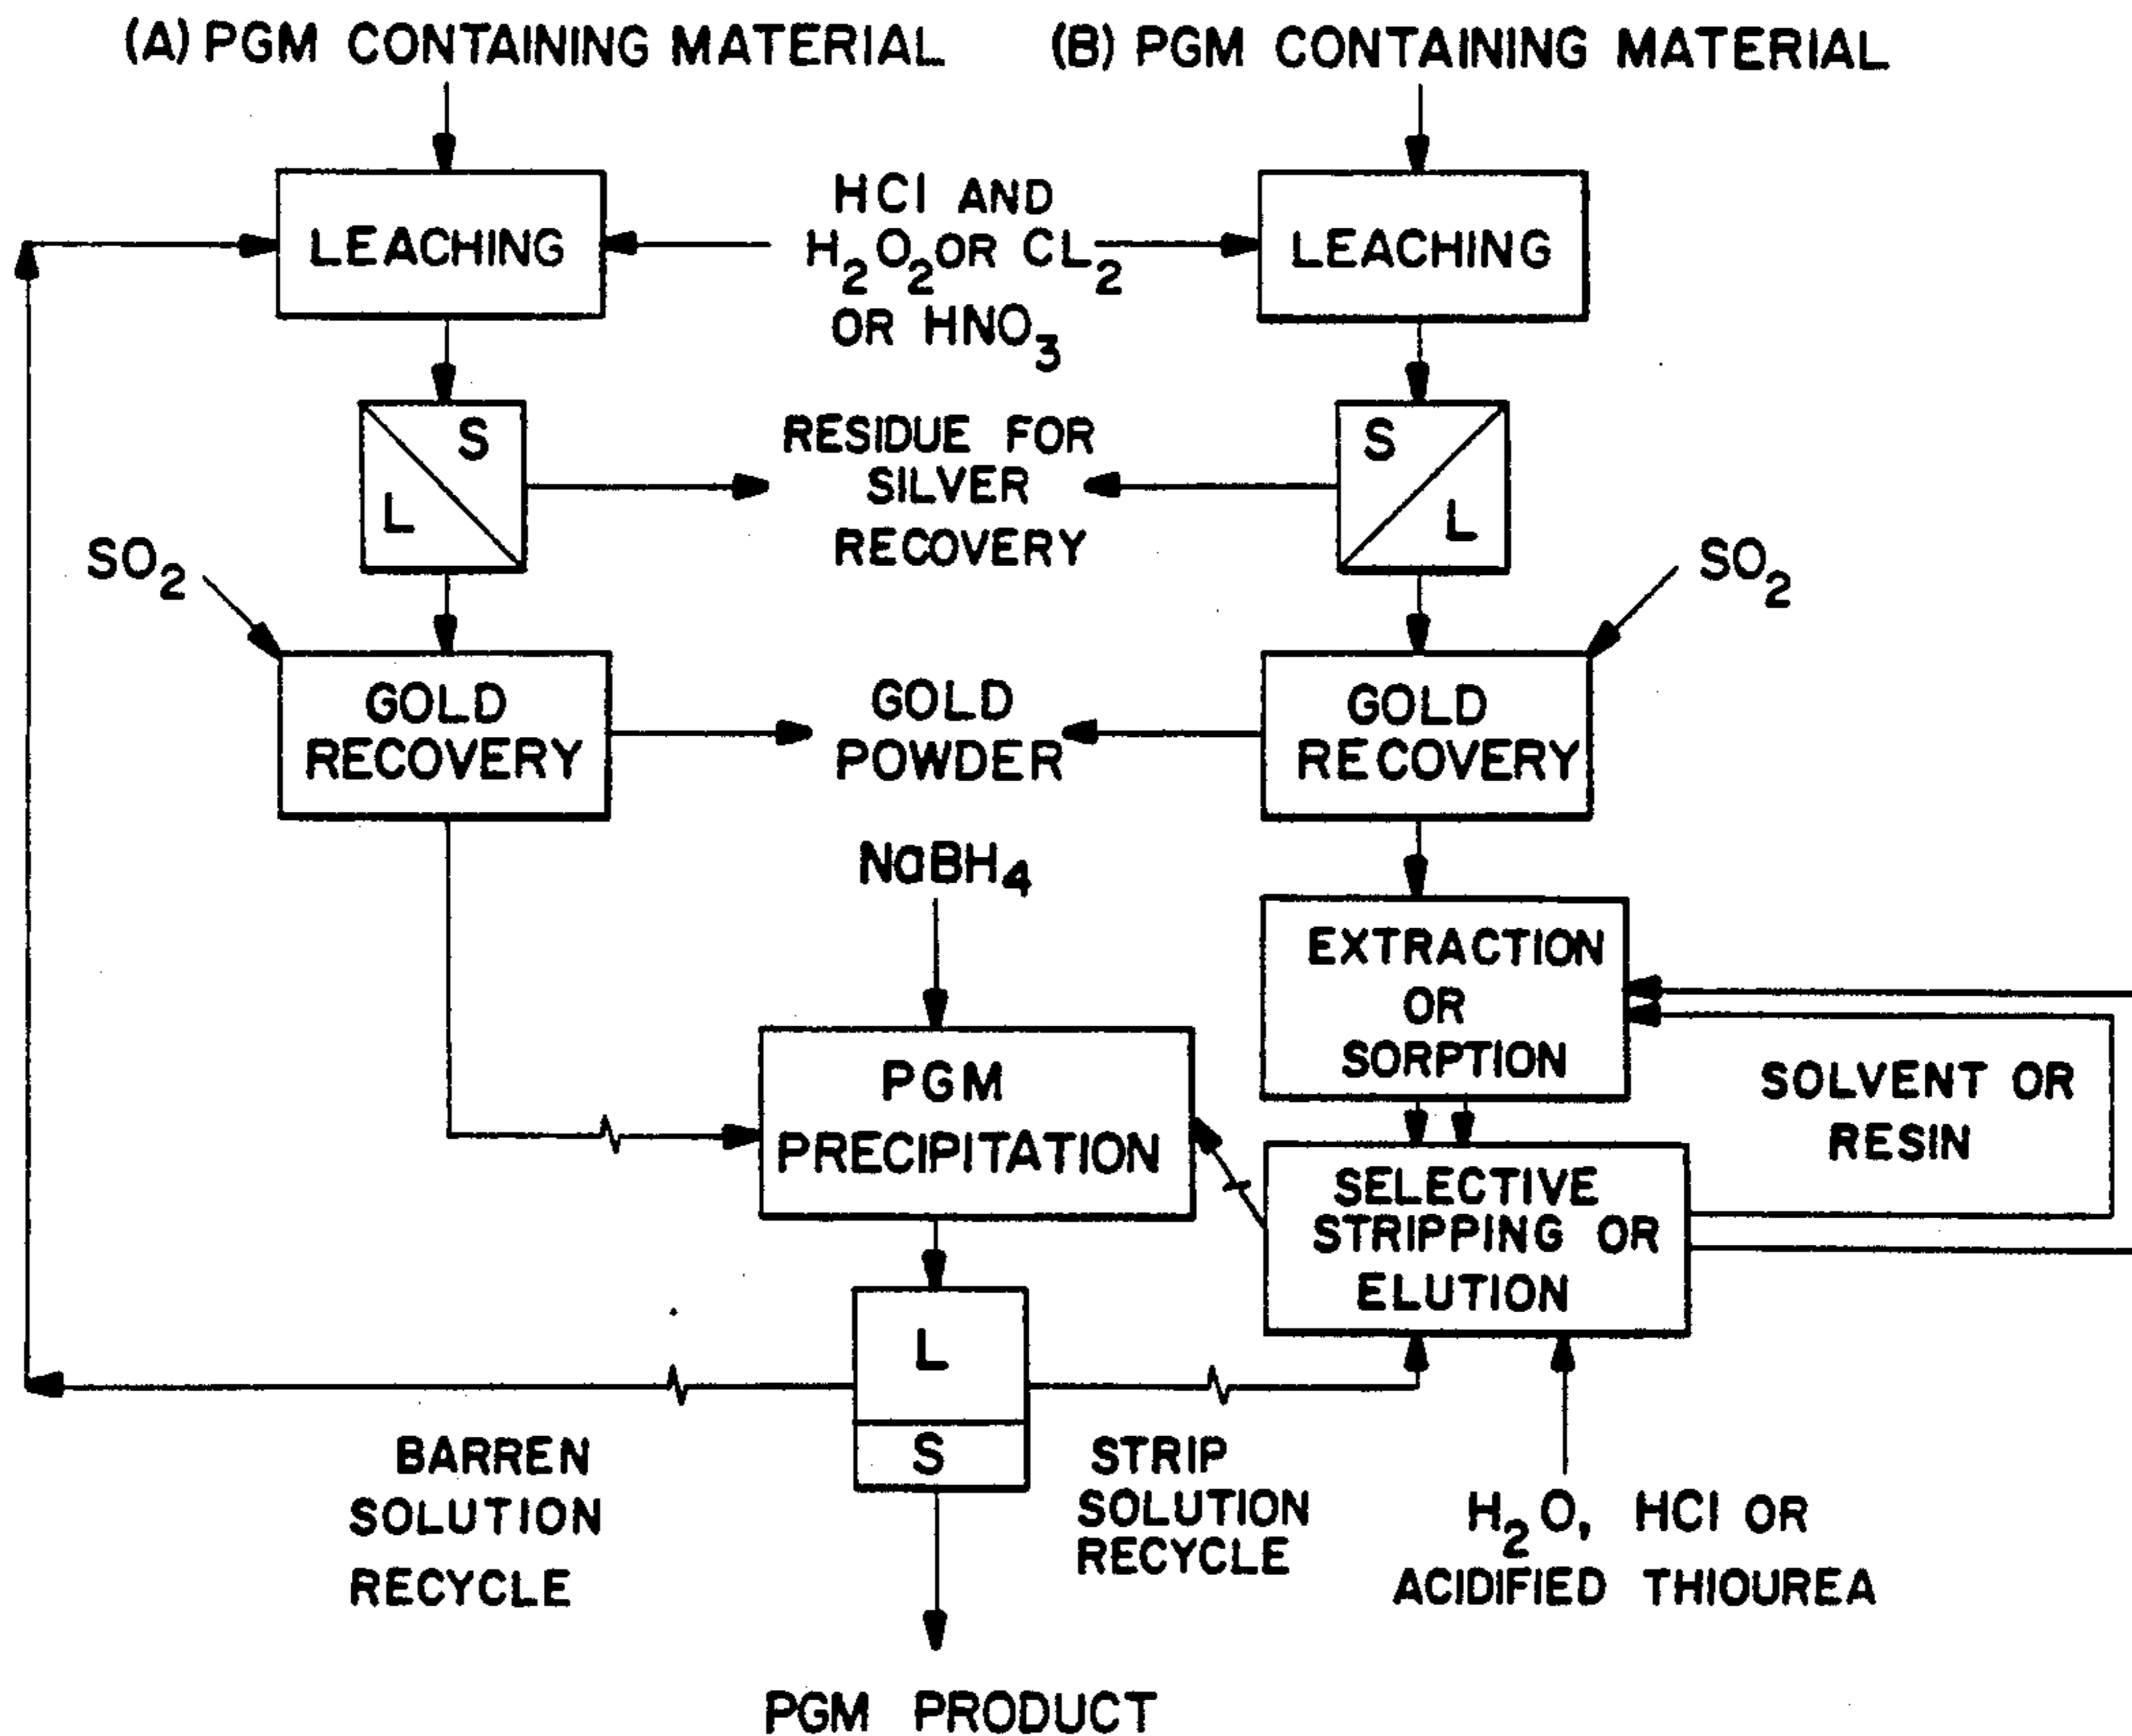 (A) PGM CONTAINING MATERIAL
(B) PGM CONTAINING MATERIAL
LEACHING
HCl AND
H₂O₂ OR CL₂
OR HNO₃
LEACHING
S
L
RESIDUE FOR
SILVER
RECOVERY
S
L
SO₂
SO₂
GOLD
RECOVERY
GOLD
POWDER
GOLD
RECOVERY
NaBH₄
EXTRACTION
OR
SORPTION
PGM
PRECIPITATION
SOLVENT OR
RESIN
SELECTIVE
STRIPPING OR
ELUTION
L
S
BARREN
SOLUTION
RECYCLE
STRIP
SOLUTION
RECYCLE
H₂O, HCl OR
ACIDIFIED THIOUREA
PGM PRODUCT